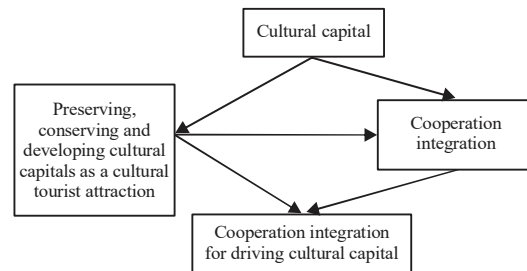 Cultural capital
Preserving,
conserving and
developing cultural
capitals as a cultural
tourist attraction
Cooperation
integration
Cooperation integration
for driving cultural capital